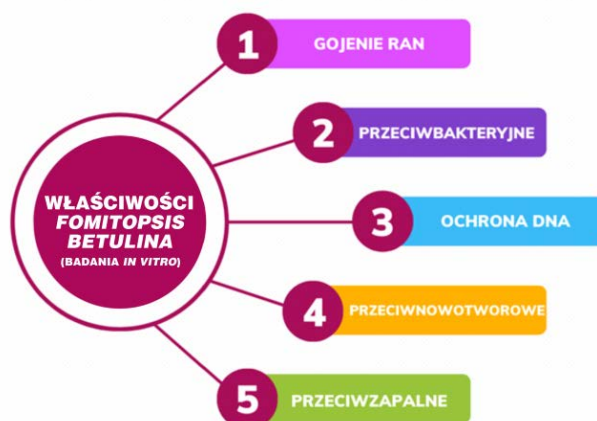 WŁAŚCIWOŚCI
FOMITOPSIS
BETULINA
(BADANIA IN VITRO)
1 GOJENIE RAN
2 PRZECIWBAKTERYJNE
3 OCHRONA DNA
4 PRZECIWNOWOTWOROWE
5 PRZECIWZAPALNE